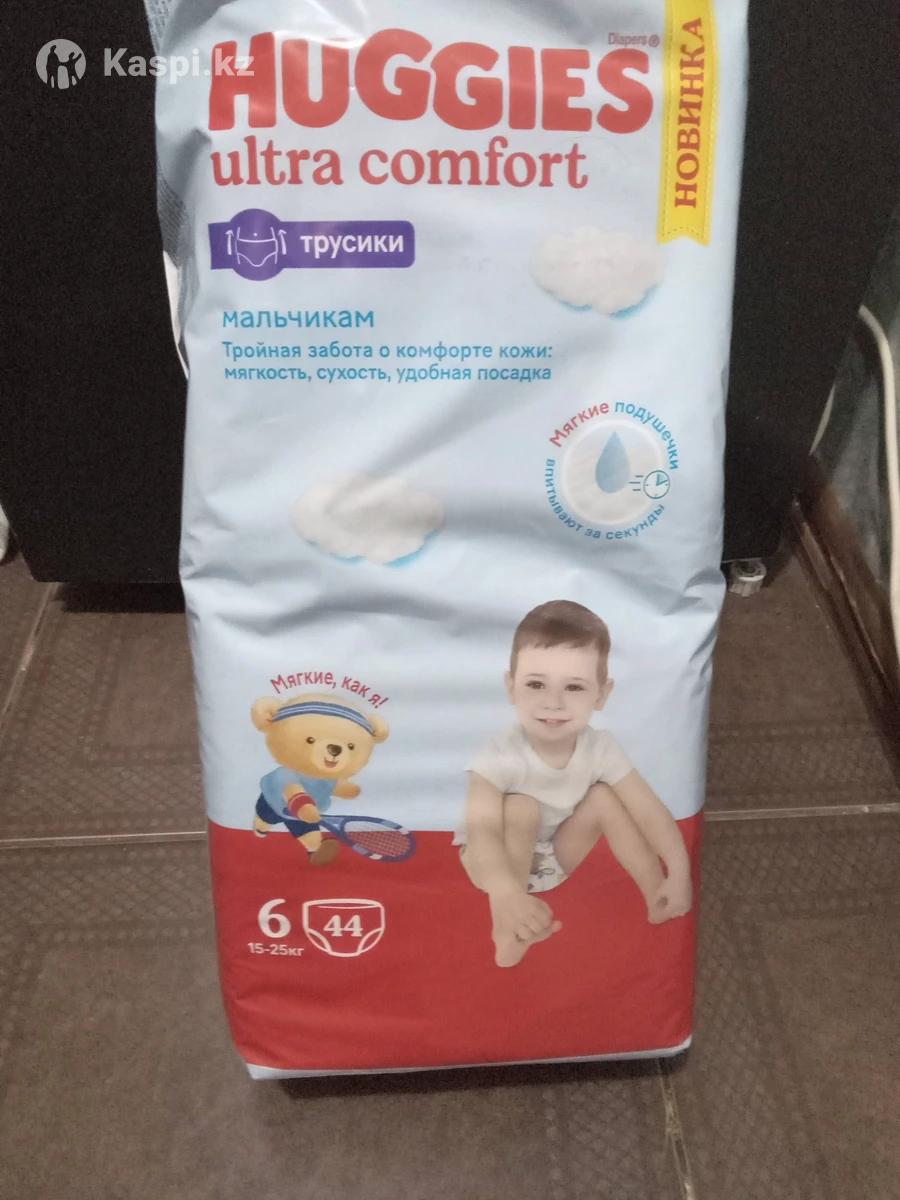 Kaspi.kz
Diapers®
HUGGIES
ultra comfort
НОВИНКА
трусики
мальчикам
Тройная забота о комфорте кожи:
мягкость, сухость, удобная посадка
Мягкие подушечки
впитывают за секунды
Мягкие, как я!
6
44
15-25кг